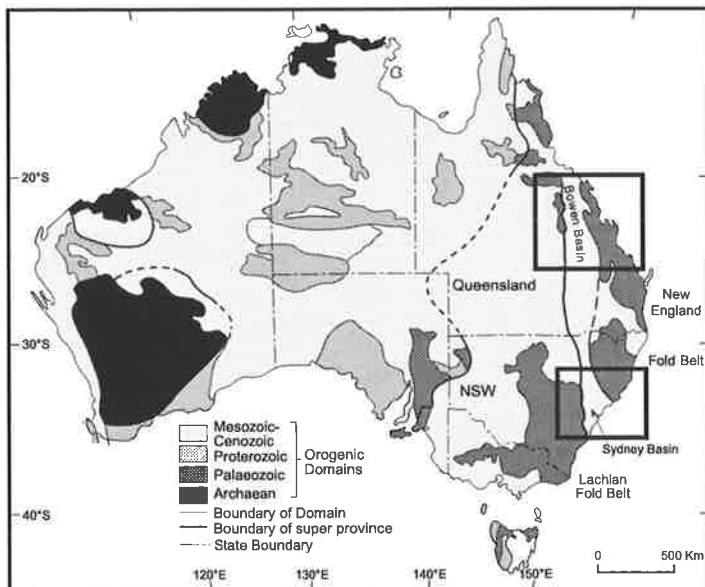 20°S
30°S
40°S
Bowen Basin
Queensland
New
England
Fold Belt
NSW
Sydney Basin
Lachlan
Fold Belt
Mesozoic-
Cenozoic
Proterozoic
Palaeozoic
Archaean
Orogenic
Domains
Boundary of Domain
Boundary of super province
State Boundary
0 500 Km
120°E 130°E 140°E 150°E